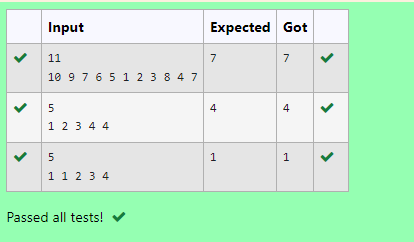 Input Expected Got
11 7 7
10 9 7 6 5 1 2 3 8 4 7
5 4 4
1 2 3 4 4
5 1 1
1 1 2 3 4
Passed all tests!